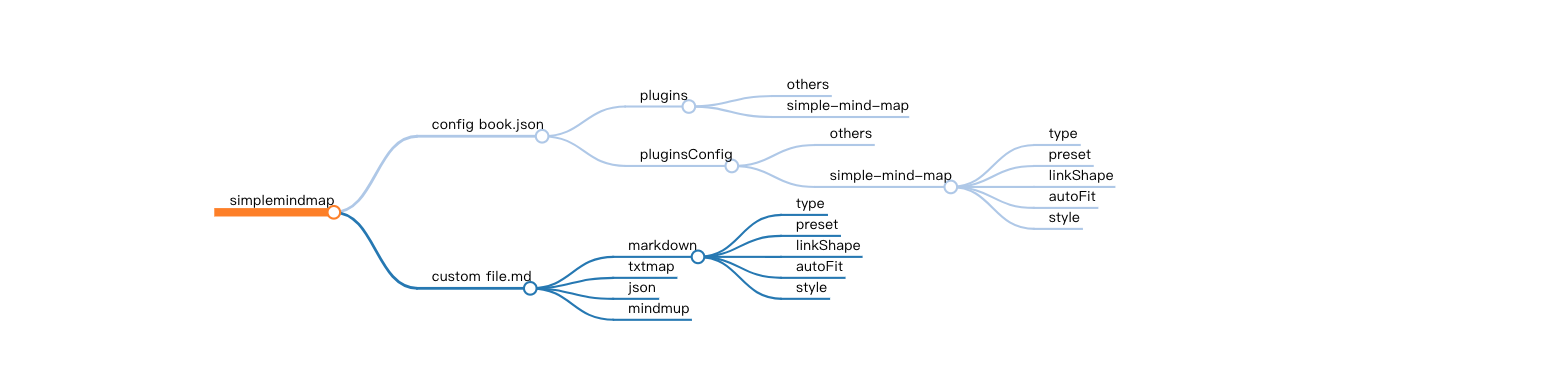 simplemindmap
config book.json
plugins
others
simple-mind-map
pluginsConfig
others
simple-mind-map
type
preset
linkShape
autoFit
style
custom file.md
markdown
type
preset
linkShape
autoFit
style
txtmap
json
mindmup